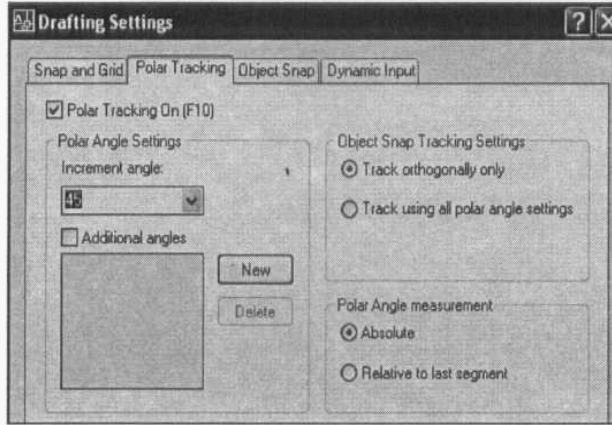 Drafting Settings
Snap and Grid Polar Tracking Object Snap Dynamic Input
Polar Tracking On (F10)
Polar Angle Settings
Increment angle:
45
Additional angles
New
Delete
Object Snap Tracking Settings
Track orthogonally only
Track using all polar angle settings
Polar Angle measurement
Absolute
Relative to last segment